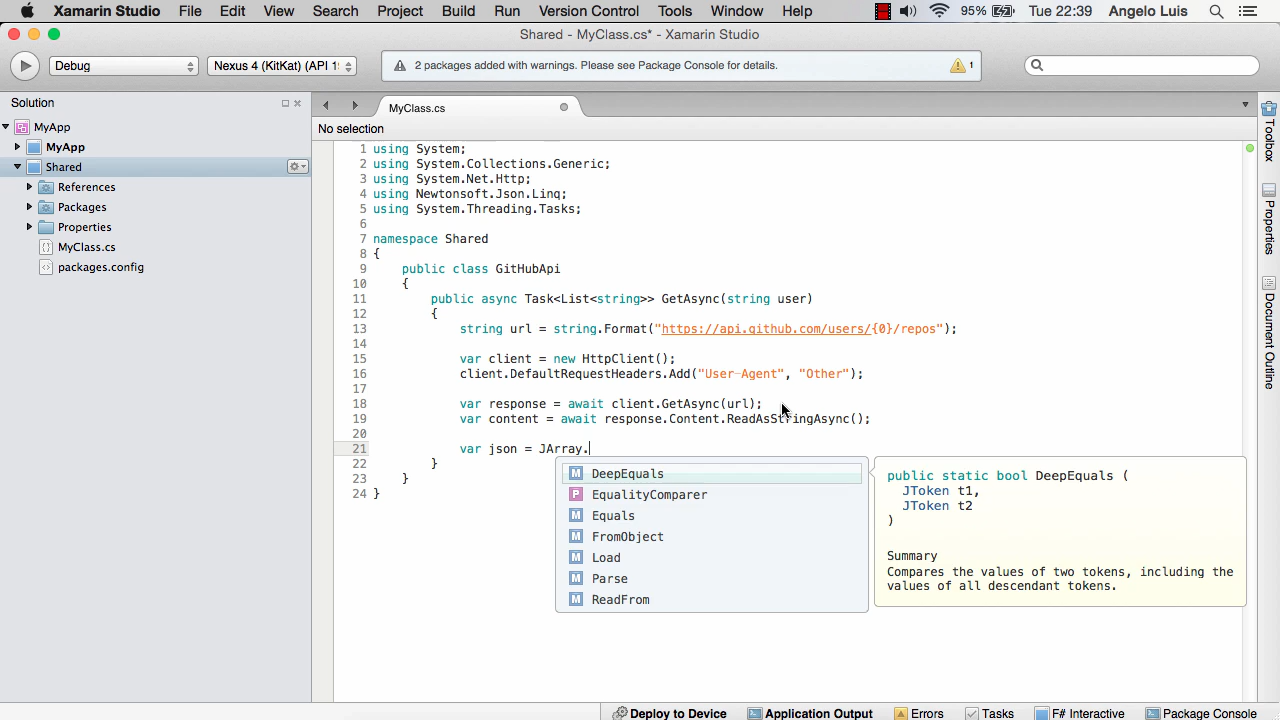 Xamarin Studio File Edit View Search Project Build Run Version Control Tools Window Help 95% Tue 22:39 Angelo Luis
Shared - MyClass.cs* - Xamarin Studio
Debug Nexus 4 (KitKat) (API 1 2 packages added with warnings. Please see Package Console for details. 1
Solution
MyApp
MyApp
Shared
References
Packages
Properties
MyClass.cs
packages.config
MyClass.cs
No selection
1 using System;
2 using System.Collections.Generic;
3 using System.Net.Http;
4 using Newtonsoft.Json.Linq;
5 using System.Threading.Tasks;
6
7 namespace Shared
8 {
9 public class GitHubApi
10 {
11 public async Task<List<string>> GetAsync(string user)
12 {
13 string url = string.Format("https://api.github.com/users/{0}/repos");
14
15 var client = new HttpClient();
16 client.DefaultRequestHeaders.Add("User-Agent", "Other");
17
18 var response = await client.GetAsync(url);
19 var content = await response.Content.ReadAsStringAsync();
20
21 var json = JArray.
22 }
23 }
24 }
M DeepEquals
P EqualityComparer
M Equals
M FromObject
M Load
M Parse
M ReadFrom
public static bool DeepEquals (
JToken t1,
JToken t2
)
Summary
Compares the values of two tokens, including the
values of all descendant tokens.
Toolbox
Properties
Document Outline
Deploy to Device Application Output Errors Tasks F# Interactive Package Console